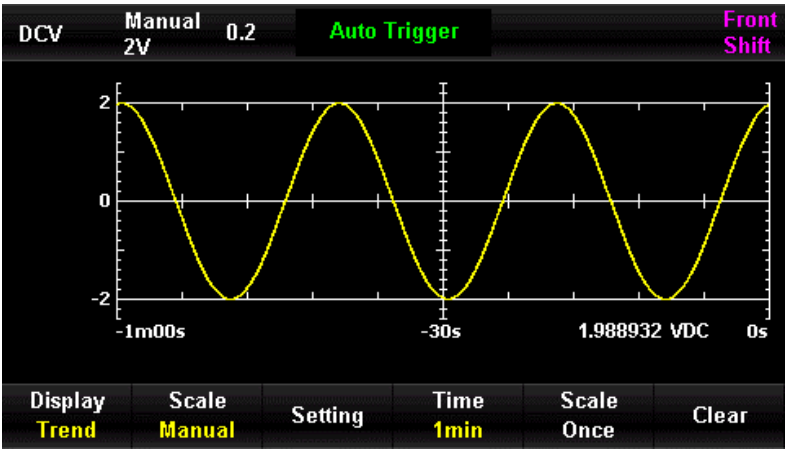 DCV
Manual
2V
0.2
Auto Trigger
Front
Shift
2
0
-2
-1m00s
-30s
1.988932 VDC
0s
Display
Trend
Scale
Manual
Setting
Time
1min
Scale
Once
Clear